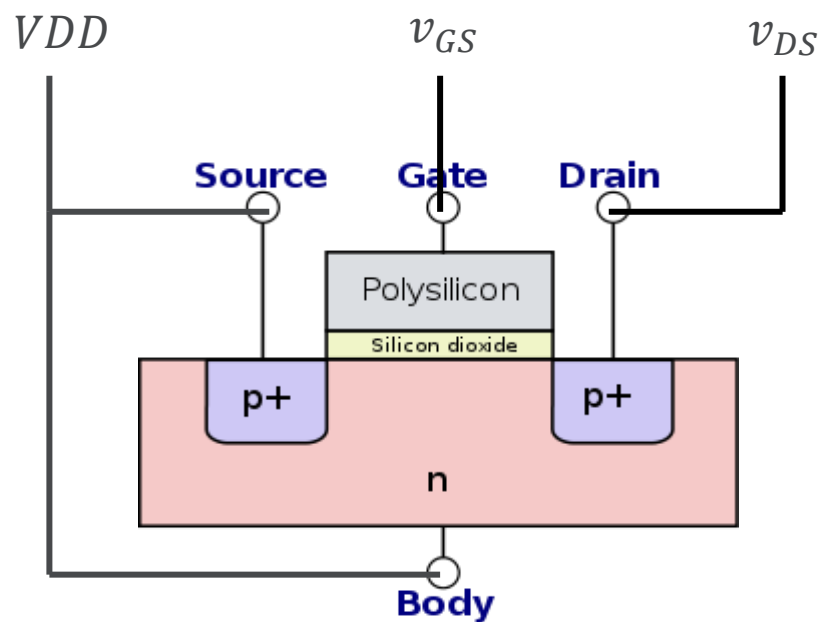 VDD
v_GS
v_DS
Source
Gate
Drain
Polysilicon
Silicon dioxide
p+
p+
n
Body